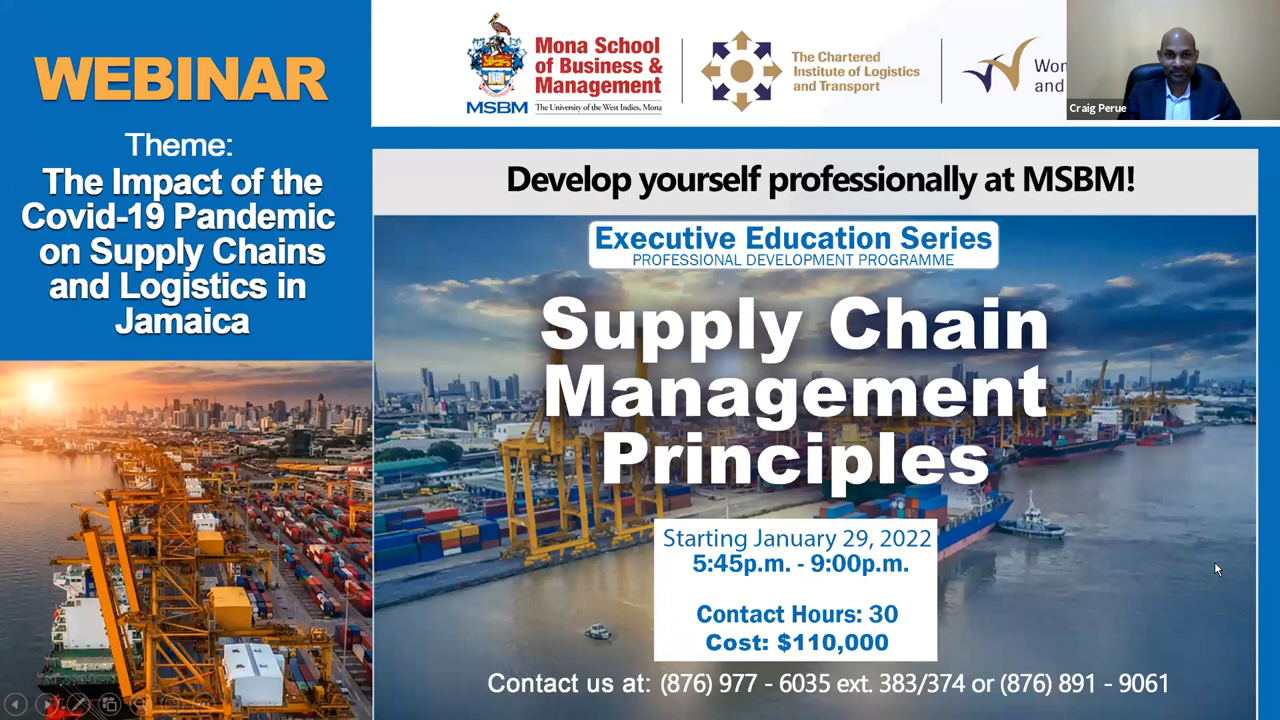 WEBINAR
Theme:
The Impact of the
Covid-19 Pandemic
on Supply Chains
and Logistics in
Jamaica
MSBM
Mona School
of Business &
Management
The University of the West Indies, Mona
The Chartered
Institute of Logistics
and Transport
Wom
and
Craig Perue
Develop yourself professionally at MSBM!
Executive Education Series
PROFESSIONAL DEVELOPMENT PROGRAMME
Supply Chain
Management
Principles
Starting January 29, 2022
5:45p.m. - 9:00p.m.
Contact Hours: 30
Cost: $110,000
Contact us at: (876) 977 - 6035 ext. 383/374 or (876) 891 - 9061